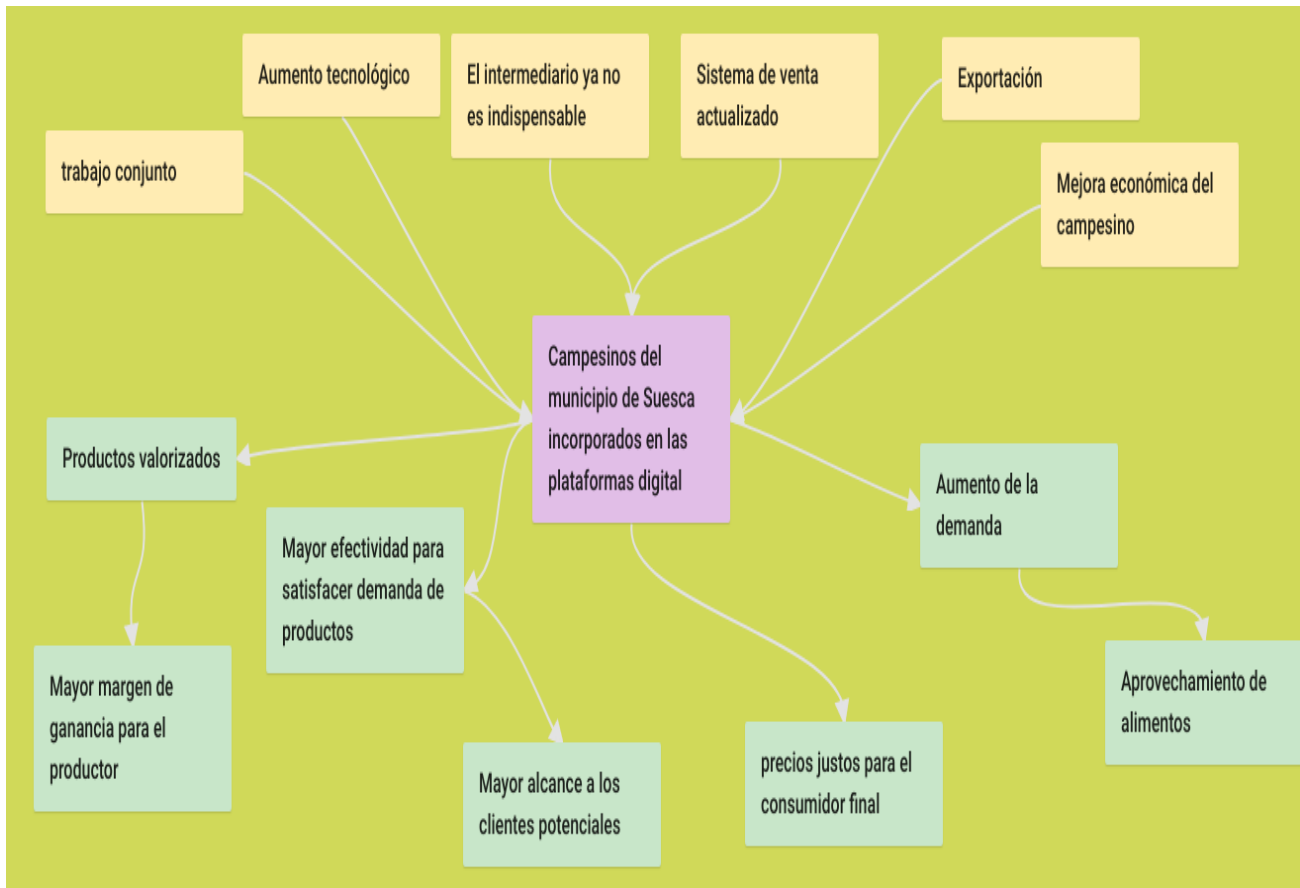 Aumento tecnológico
El intermediario ya no
es indispensable
Sistema de venta
actualizado
Exportación
trabajo conjunto
Mejora económica del
campesino
Campesinos del
municipio de Suesca
incorporados en las
plataformas digital
Productos valorizados
Aumento de la
demanda
Mayor efectividad para
satisfacer demanda de
productos
Mayor margen de
ganancia para el
productor
Aprovechamiento de
alimentos
Mayor alcance a los
clientes potenciales
precios justos para el
consumidor final